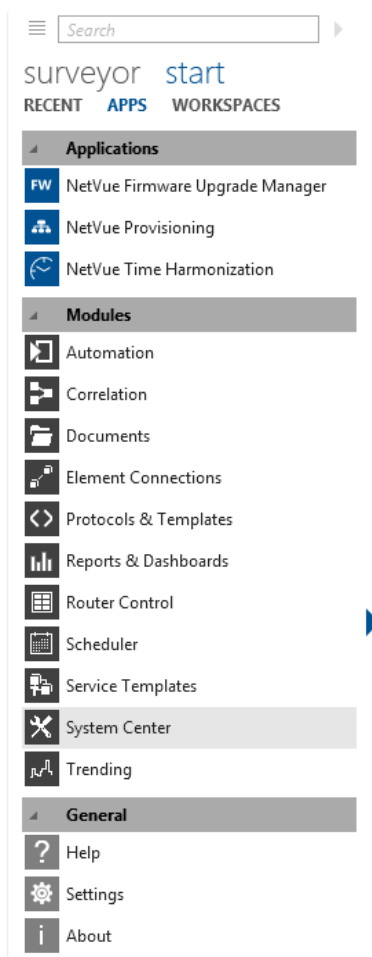 Search
surveyor start
RECENT APPS WORKSPACES
Applications
FW NetVue Firmware Upgrade Manager
NetVue Provisioning
NetVue Time Harmonization
Modules
Automation
Correlation
Documents
Element Connections
Protocols & Templates
Reports & Dashboards
Router Control
Scheduler
Service Templates
System Center
Trending
General
? Help
Settings
i About